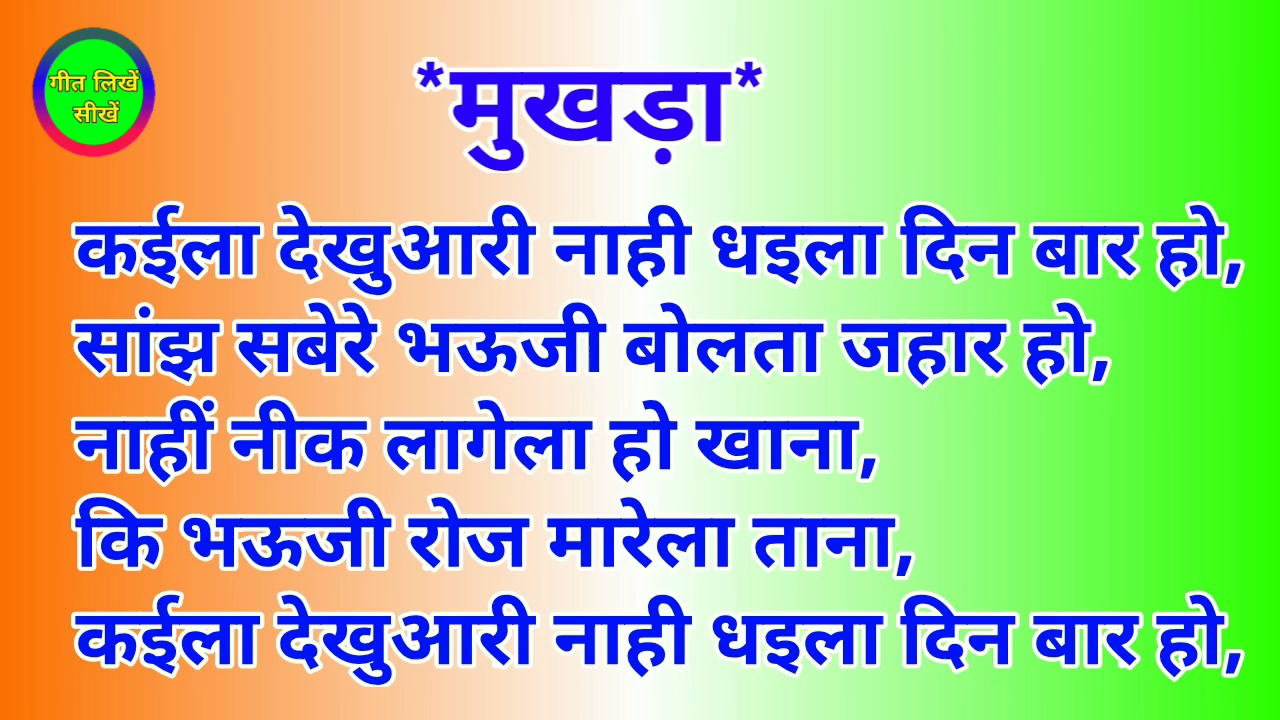 गीत लिखें
सीखें
*मुखड़ा*
कईला देखुआरी नाही धइला दिन बार हो,
सांझ सबेरे भऊजी बोलता जहार हो,
नाहीं नीक लागेला हो खाना,
कि भऊजी रोज मारेला ताना,
कईला देखुआरी नाही धइला दिन बार हो,